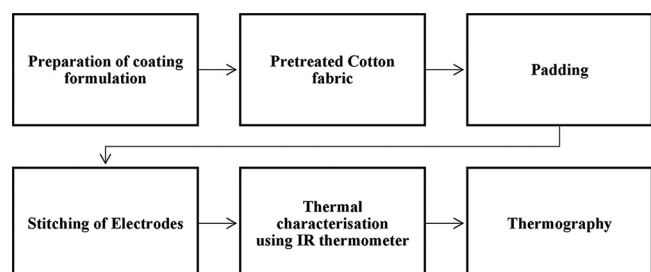 Preparation of coating
formulation
Pretreated Cotton
fabric
Padding
Stitching of Electrodes
Thermal
characterisation
using IR thermometer
Thermography